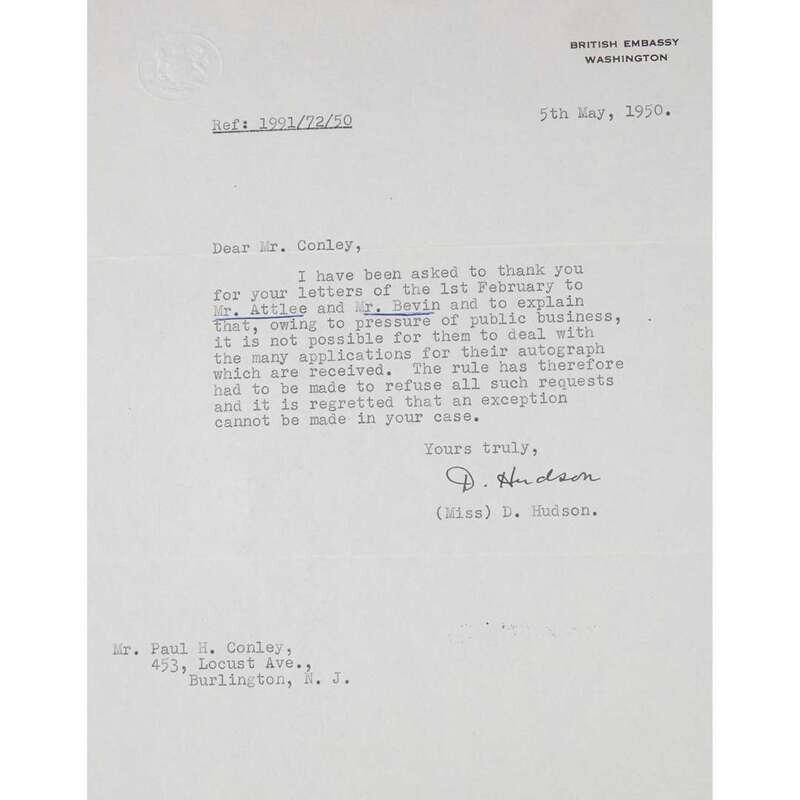 BRITISH EMBASSY
WASHINGTON
5th May, 1950.
Ref: 1991/72/50
Dear Mr. Conley,
I have been asked to thank you
for your letters of the 1st February to
Mr. Attlee and Mr. Bevin and to explain
that, owing to pressure of public business,
it is not possible for them to deal with
the many applications for their autograph
which are received. The rule has therefore
had to be made to refuse all such requests
and it is regretted that an exception
cannot be made in your case.
Yours truly,
D. Hudson
(Miss) D. Hudson.
Mr. Paul H. Conley,
453, Locust Ave.,
Burlington, N. J.